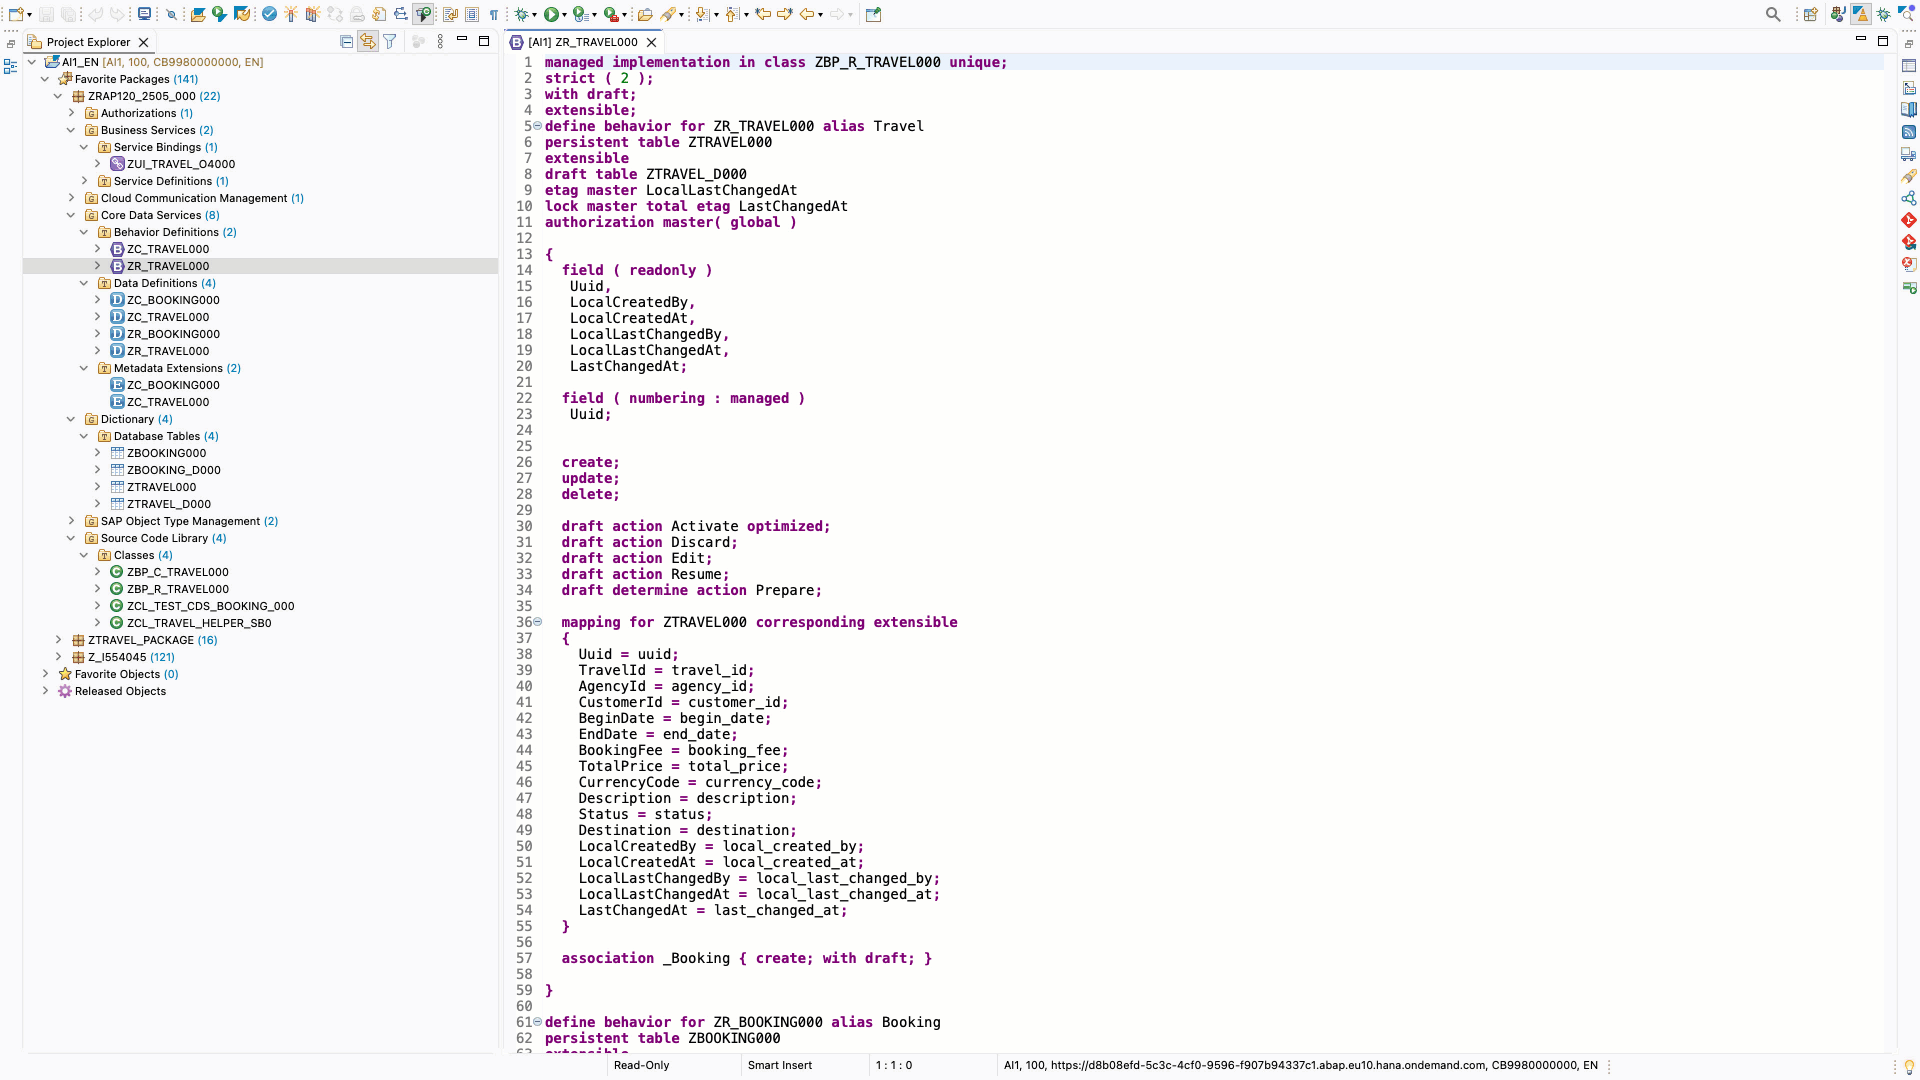 Project Explorer
AI1_EN [AI1, 100, CB9980000000, EN]
Favorite Packages (141)
ZRAP120_2505_000 (22)
Authorizations (1)
Business Services (2)
Service Bindings (1)
ZUI_TRAVEL_O4000
Service Definitions (1)
Cloud Communication Management (1)
Core Data Services (8)
Behavior Definitions (2)
ZC_TRAVEL000
ZR_TRAVEL000
Data Definitions (4)
ZC_BOOKING000
ZC_TRAVEL000
ZR_BOOKING000
ZR_TRAVEL000
Metadata Extensions (2)
ZC_BOOKING000
ZC_TRAVEL000
Dictionary (4)
Database Tables (4)
ZBOOKING000
ZBOOKING_D000
ZTRAVEL000
ZTRAVEL_D000
SAP Object Type Management (2)
Source Code Library (4)
Classes (4)
ZBP_C_TRAVEL000
ZBP_R_TRAVEL000
ZCL_TEST_CDS_BOOKING_000
ZCL_TRAVEL_HELPER_SB0
ZTRAVEL_PACKAGE (16)
Z_I554045 (121)
Favorite Objects (0)
Released Objects
[AI1] ZR_TRAVEL000
1 managed implementation in class ZBP_R_TRAVEL000 unique;
2 strict ( 2 );
3 with draft;
4 extensible;
5 define behavior for ZR_TRAVEL000 alias Travel
6 persistent table ZTRAVEL000
7 extensible
8 draft table ZTRAVEL_D000
9 etag master LocalLastChangedAt
10 lock master total etag LastChangedAt
11 authorization master( global )
12
13 {
14 field ( readonly )
15 Uuid,
16 LocalCreatedBy,
17 LocalCreatedAt,
18 LocalLastChangedBy,
19 LocalLastChangedAt,
20 LastChangedAt;
21
22 field ( numbering : managed )
23 Uuid;
24
25
26 create;
27 update;
28 delete;
29
30 draft action Activate optimized;
31 draft action Discard;
32 draft action Edit;
33 draft action Resume;
34 draft determine action Prepare;
35
36 mapping for ZTRAVEL000 corresponding extensible
37 {
38 Uuid = uuid;
39 TravelId = travel_id;
40 AgencyId = agency_id;
41 CustomerId = customer_id;
42 BeginDate = begin_date;
43 EndDate = end_date;
44 BookingFee = booking_fee;
45 TotalPrice = total_price;
46 CurrencyCode = currency_code;
47 Description = description;
48 Status = status;
49 Destination = destination;
50 LocalCreatedBy = local_created_by;
51 LocalCreatedAt = local_created_at;
52 LocalLastChangedBy = local_last_changed_by;
53 LocalLastChangedAt = local_last_changed_at;
54 LastChangedAt = last_changed_at;
55 }
56
57 association _Booking { create; with draft; }
58
59 }
60
61 define behavior for ZR_BOOKING000 alias Booking
62 persistent table ZBOOKING000
63 extensible
Read-Only
Smart Insert
1 : 1 : 0
AI1, 100, https://d8b08efd-5c3c-4cf0-9596-f907b94337c1.abap.eu10.hana.ondemand.com, CB9980000000, EN